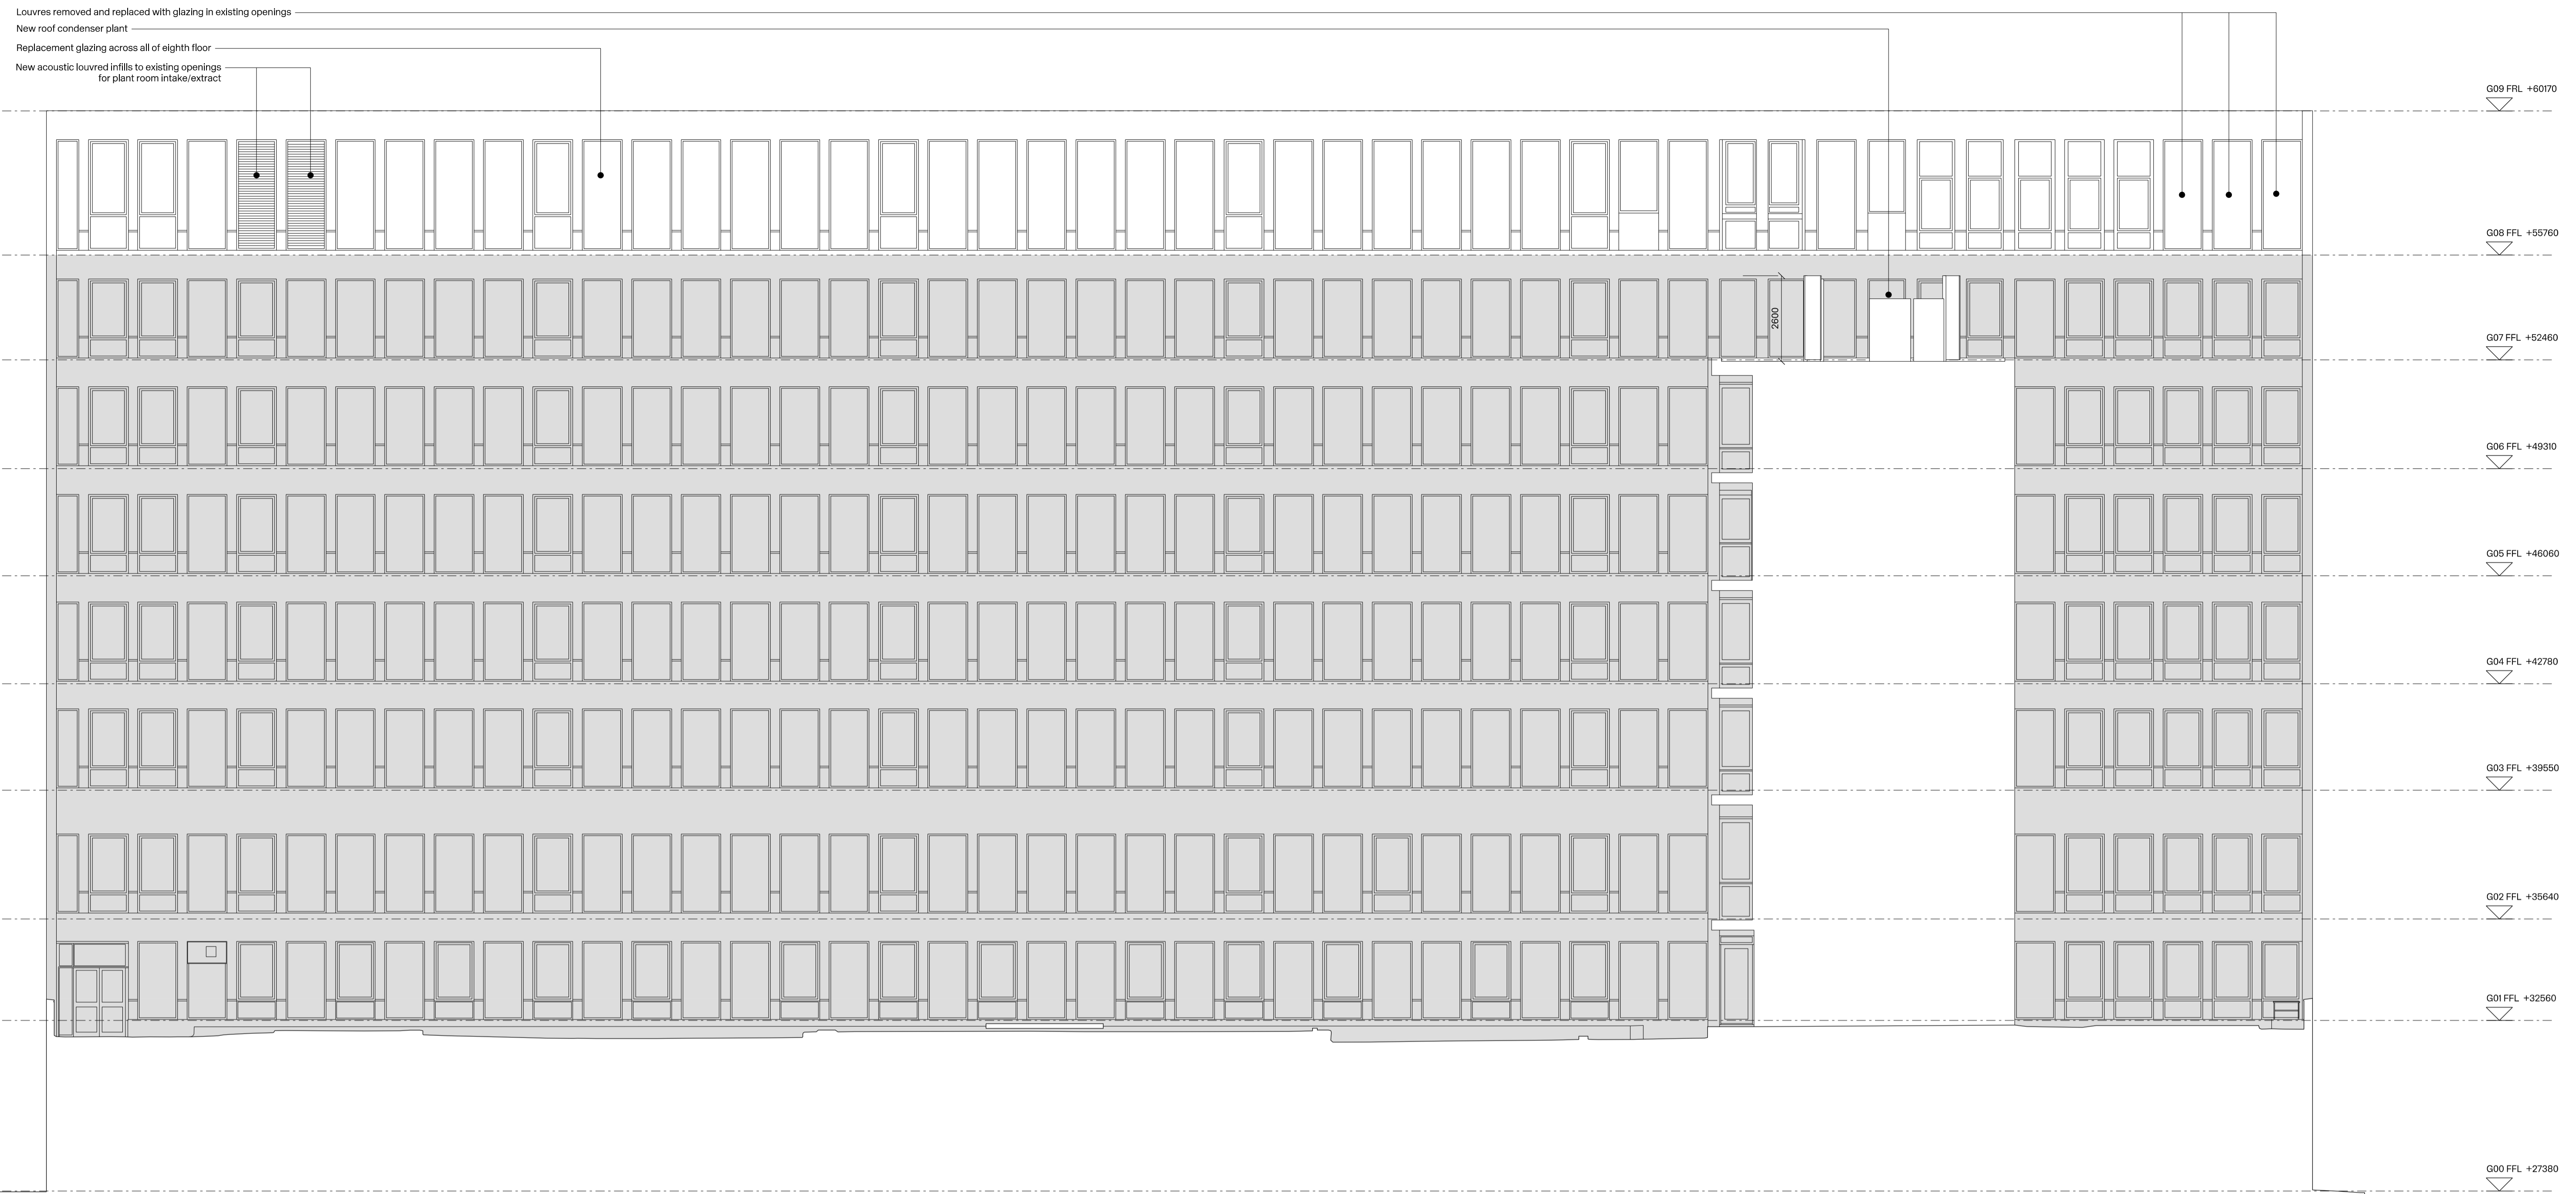 Louvres removed and replaced with glazing in existing openings
New roof condenser plant
Replacement glazing across all of eighth floor
New acoustic louvred infills to existing openings
for plant room intake/extract
G09 FRL +60170
G08 FFL +55760
2600
G07 FFL +52460
G06 FFL +49310
G05 FFL +46060
G04 FFL +42780
G03 FFL +39550
G02 FFL +35640
G01 FFL +32560
G00 FFL +27380